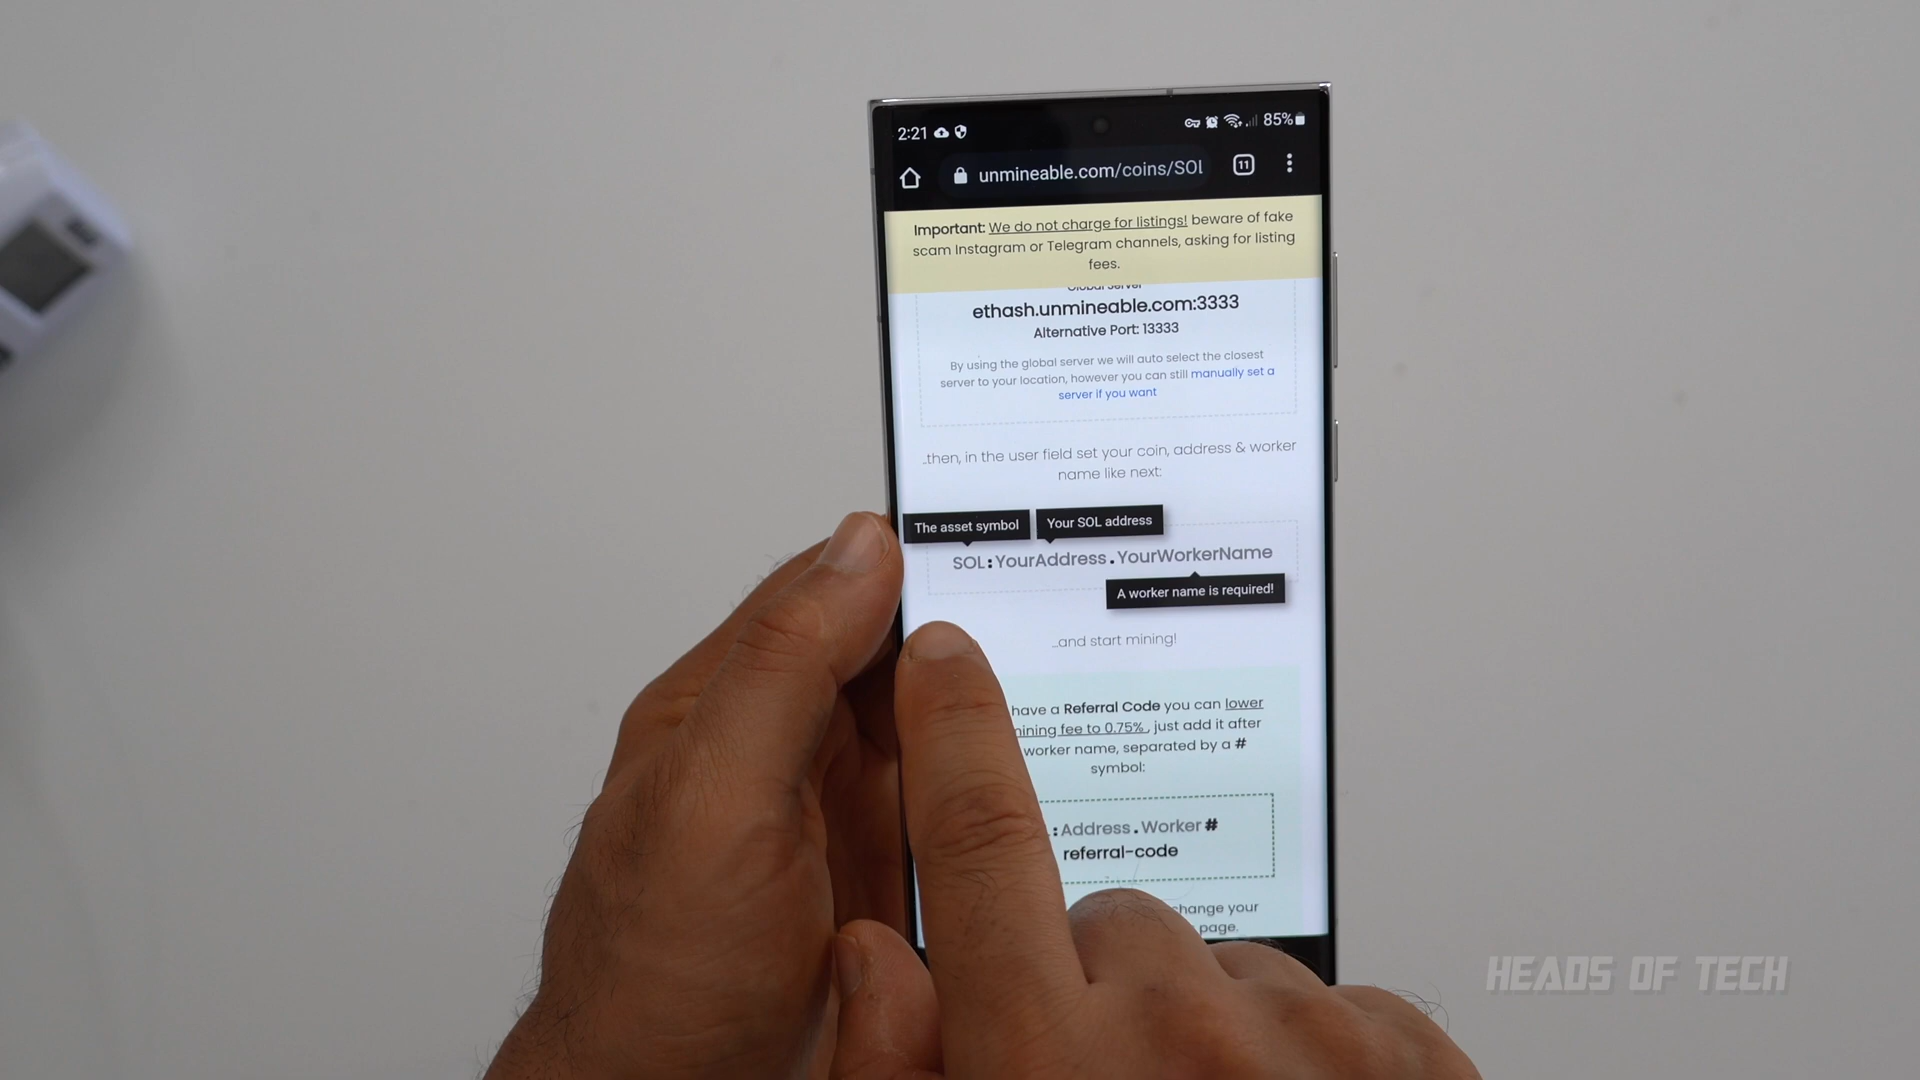 2:21
85%
unmineable.com/coins/SOL
11
Important: We do not charge for listings! beware of fake
scam Instagram or Telegram channels, asking for listing
fees.
Global Server
ethash.unmineable.com:3333
Alternative Port: 13333
By using the global server we will auto select the closest
server to your location, however you can still manually set a
server if you want
..then, in the user field set your coin, address & worker
name like next:
The asset symbol
Your SOL address
SOL:YourAddress.YourWorkerName
A worker name is required!
...and start mining!
have a Referral Code you can lower
mining fee to 0.75% , just add it after
worker name, separated by a #
symbol:
:Address.Worker#
referral-code
change your
page.
HEADS OF TECH